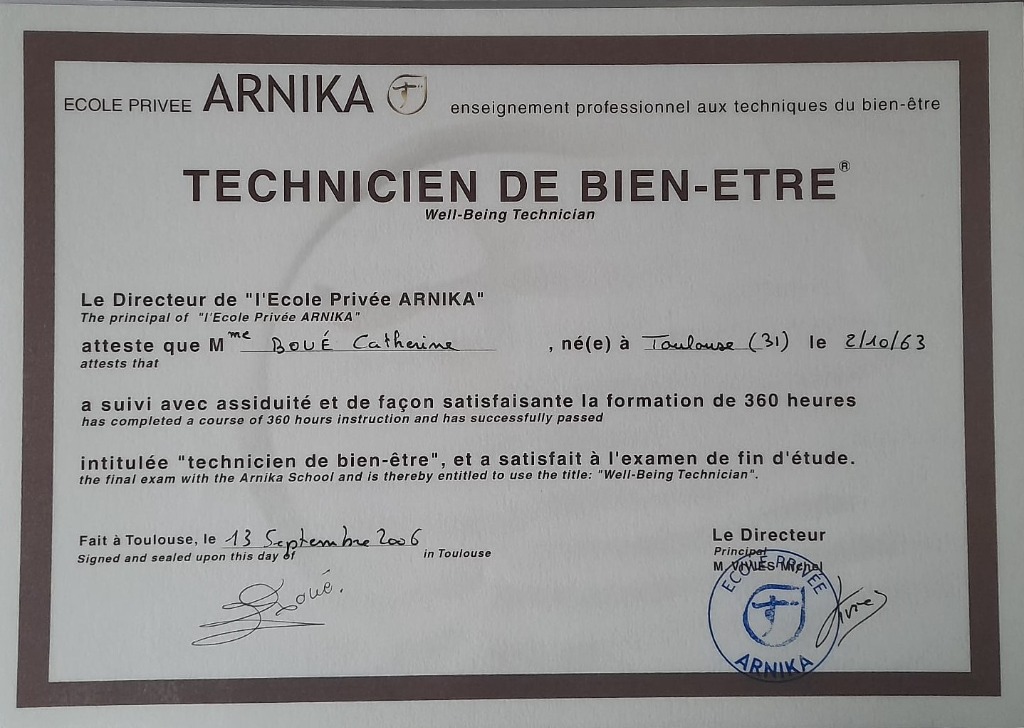 ECOLE PRIVEE ARNIKA enseignement professionnel aux techniques du bien-être
TECHNICIEN DE BIEN-ETRE®
Well-Being Technician
Le Directeur de "l'Ecole Privée ARNIKA"
The principal of "l'Ecole Privée ARNIKA"
atteste que Mme BOUÉ Catherine , né(e) à Toulouse (31) le 2/10/63
attests that
a suivi avec assiduité et de façon satisfaisante la formation de 360 heures
has completed a course of 360 hours instruction and has successfully passed
intitulée "technicien de bien-être", et a satisfait à l'examen de fin d'étude.
the final exam with the Arnika School and is thereby entitled to use the title: "Well-Being Technician".
Fait à Toulouse, le 13 Septembre 2006
Signed and sealed upon this day of in Toulouse
Boué.
Le Directeur
Principal
M. VIVIES Michel
ECOLE PRIVÉE
ARNIKA